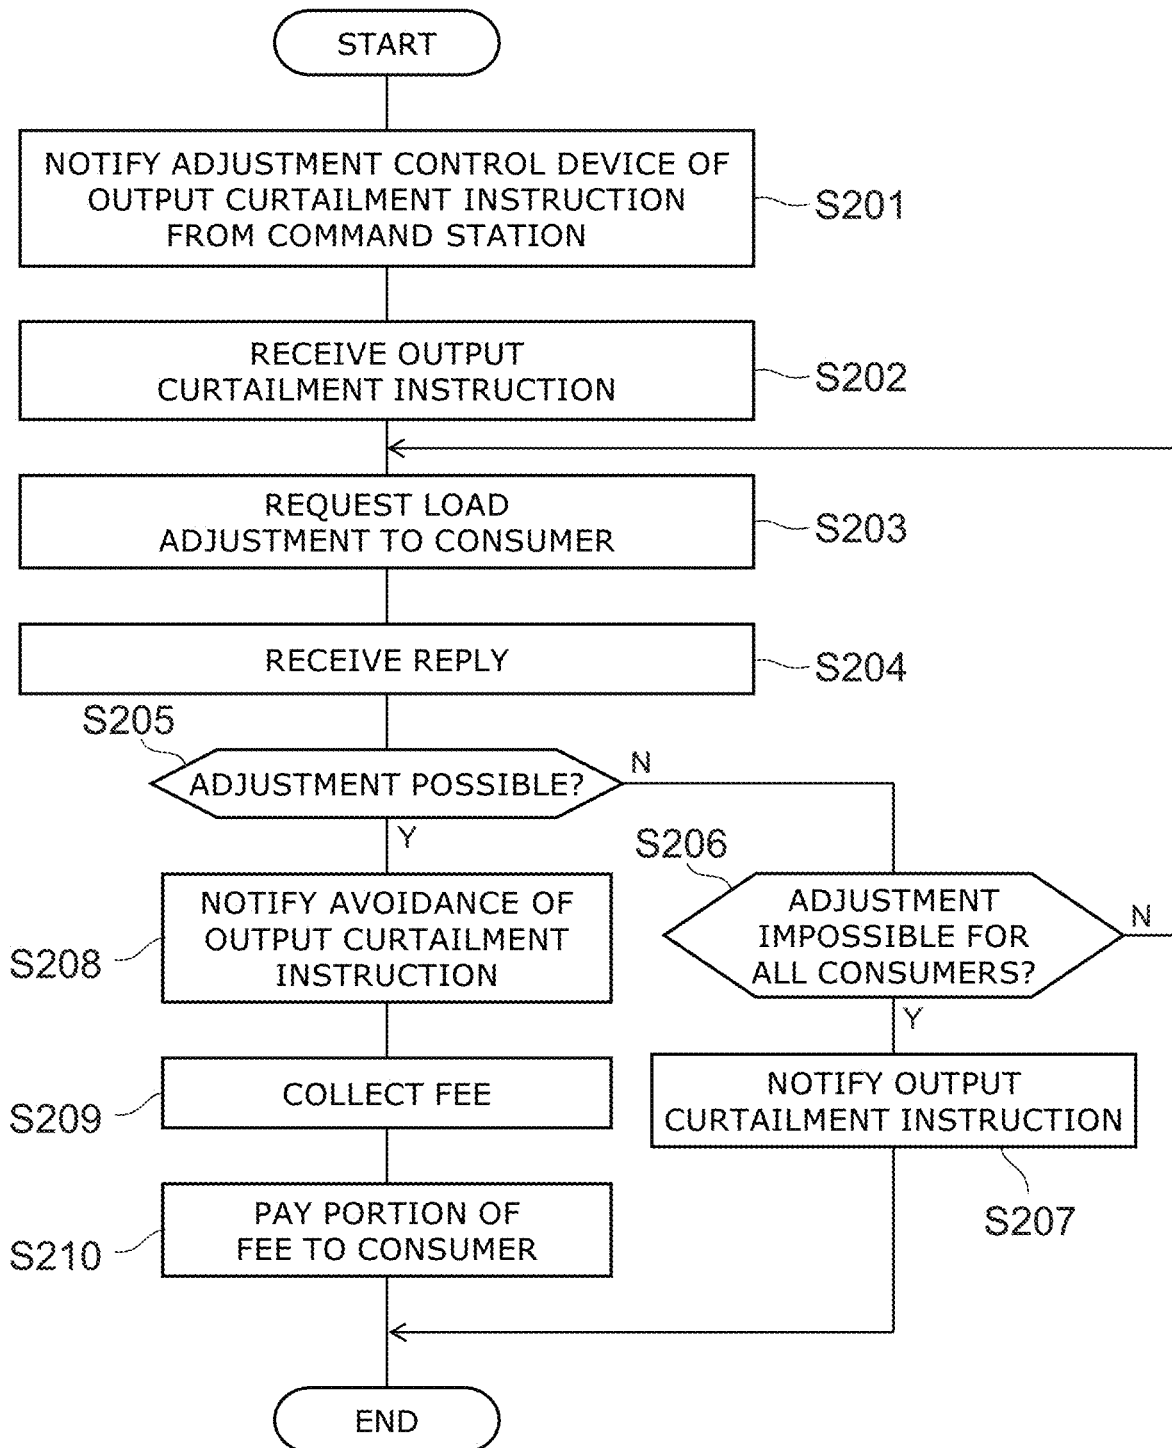 START
NOTIFY ADJUSTMENT CONTROL DEVICE OF
OUTPUT CURTAILMENT INSTRUCTION
FROM COMMAND STATION
S201
RECEIVE OUTPUT
CURTAILMENT INSTRUCTION
S202
REQUEST LOAD
ADJUSTMENT TO CONSUMER
S203
RECEIVE REPLY
S204
S205
ADJUSTMENT POSSIBLE?
N
Y
S206
ADJUSTMENT
IMPOSSIBLE FOR
ALL CONSUMERS?
N
Y
NOTIFY AVOIDANCE OF
OUTPUT CURTAILMENT
INSTRUCTION
S208
NOTIFY OUTPUT
CURTAILMENT INSTRUCTION
S207
COLLECT FEE
S209
PAY PORTION OF
FEE TO CONSUMER
S210
END